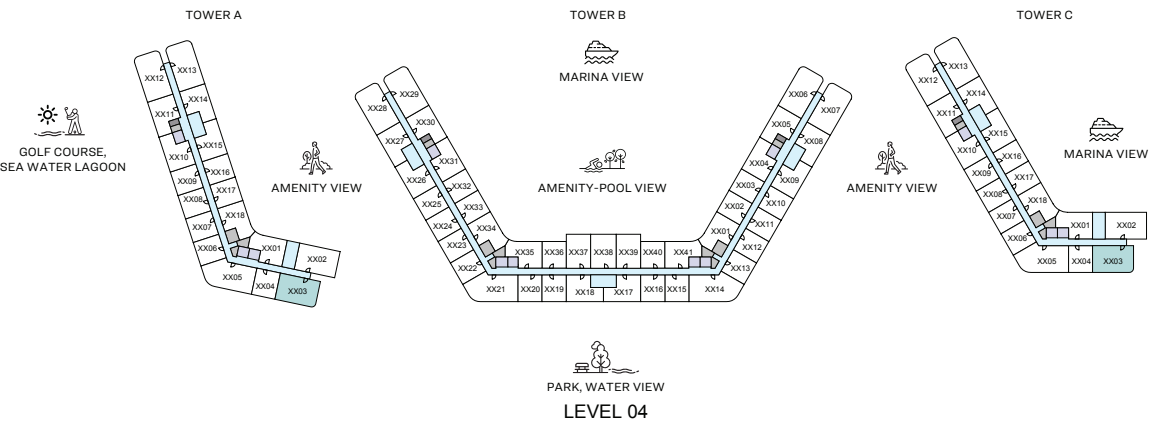 TOWER A
TOWER B
TOWER C
MARINA VIEW
GOLF COURSE,
SEA WATER LAGOON
AMENITY VIEW
AMENITY-POOL VIEW
AMENITY VIEW
MARINA VIEW
PARK, WATER VIEW
LEVEL 04
XX12
XX13
XX11
XX14
XX10
XX15
XX09
XX16
XX08
XX17
XX07
XX18
XX06
XX01
XX02
XX05
XX04
XX03
XX28
XX29
XX27
XX30
XX26
XX31
XX25
XX32
XX24
XX33
XX23
XX34
XX22
XX35
XX36
XX37
XX38
XX39
XX40
XX41
XX21
XX20
XX19
XX18
XX17
XX16
XX15
XX14
XX06
XX07
XX05
XX08
XX04
XX09
XX03
XX10
XX02
XX11
XX01
XX12
XX13
XX12
XX13
XX11
XX14
XX10
XX15
XX09
XX16
XX08
XX17
XX07
XX18
XX06
XX01
XX02
XX05
XX04
XX03